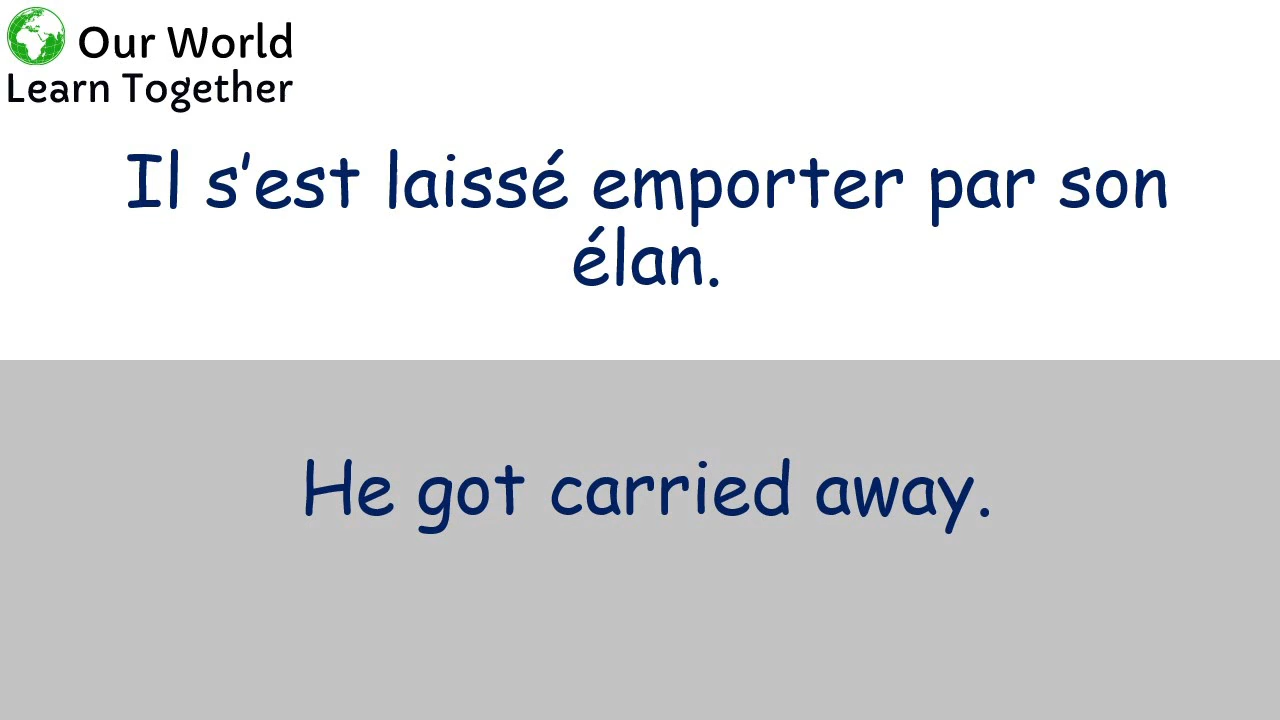 Our World
Learn Together
Il s’est laissé emporter par son
élan.
He got carried away.